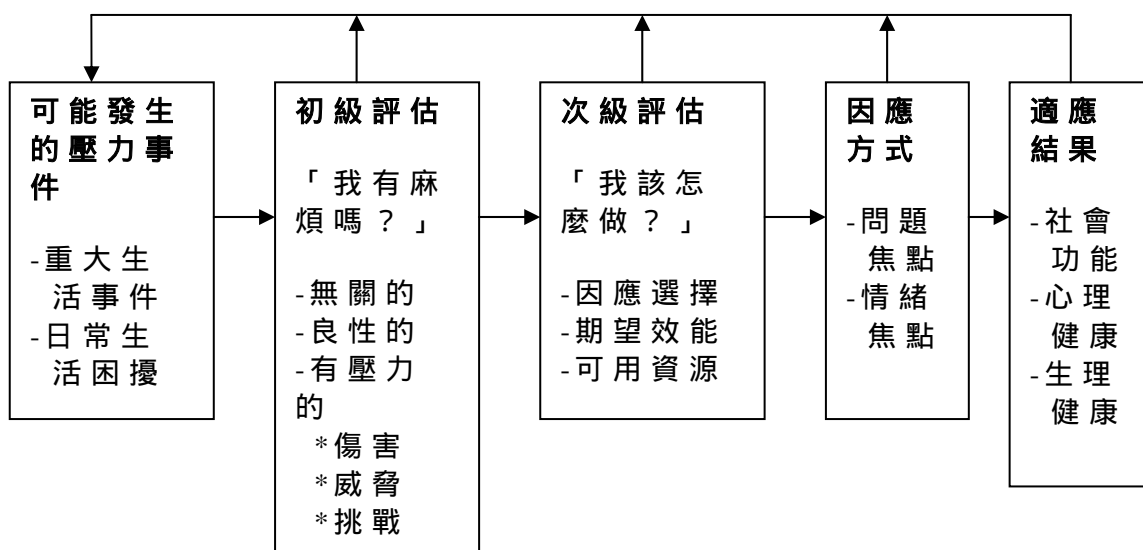 可能發生
的壓力事
件
-重大生
活事件
-日常生
活困擾
初級評估
「我有麻
煩嗎？」
-無關的
-良性的
-有壓力
的
*傷害
*威脅
*挑戰
次級評估
「我該怎
麼做？」
-因應選擇
-期望效能
-可用資源
因應
方式
-問題
焦點
-情緒
焦點
適應
結果
-社會
功能
-心理
健康
-生理
健康